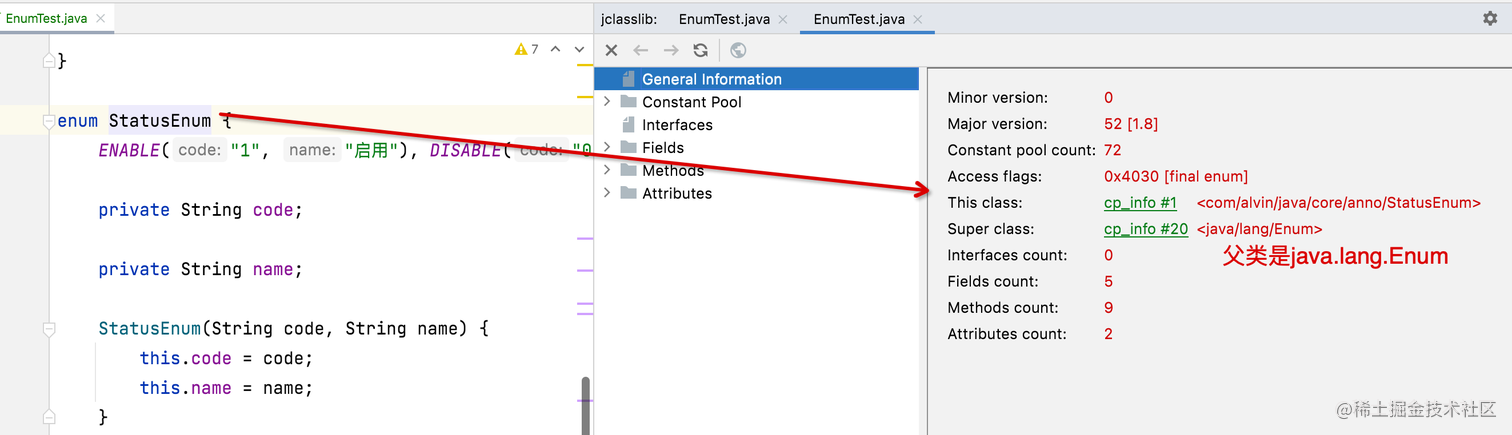 EnumTest.java
7
}
enum StatusEnum {
ENABLE( code: "1", name: "启用"), DISABLE( code: "0
private String code;
private String name;
StatusEnum(String code, String name) {
this.code = code;
this.name = name;
}
jclasslib: EnumTest.java EnumTest.java
General Information
Constant Pool
Interfaces
Fields
Methods
Attributes
Minor version: 0
Major version: 52 [1.8]
Constant pool count: 72
Access flags: 0x4030 [final enum]
This class: cp_info #1 <com/alvin/java/core/anno/StatusEnum>
Super class: cp_info #20 <java/lang/Enum>
Interfaces count: 0
父类是java.lang.Enum
Fields count: 5
Methods count: 9
Attributes count: 2
@稀土掘金技术社区